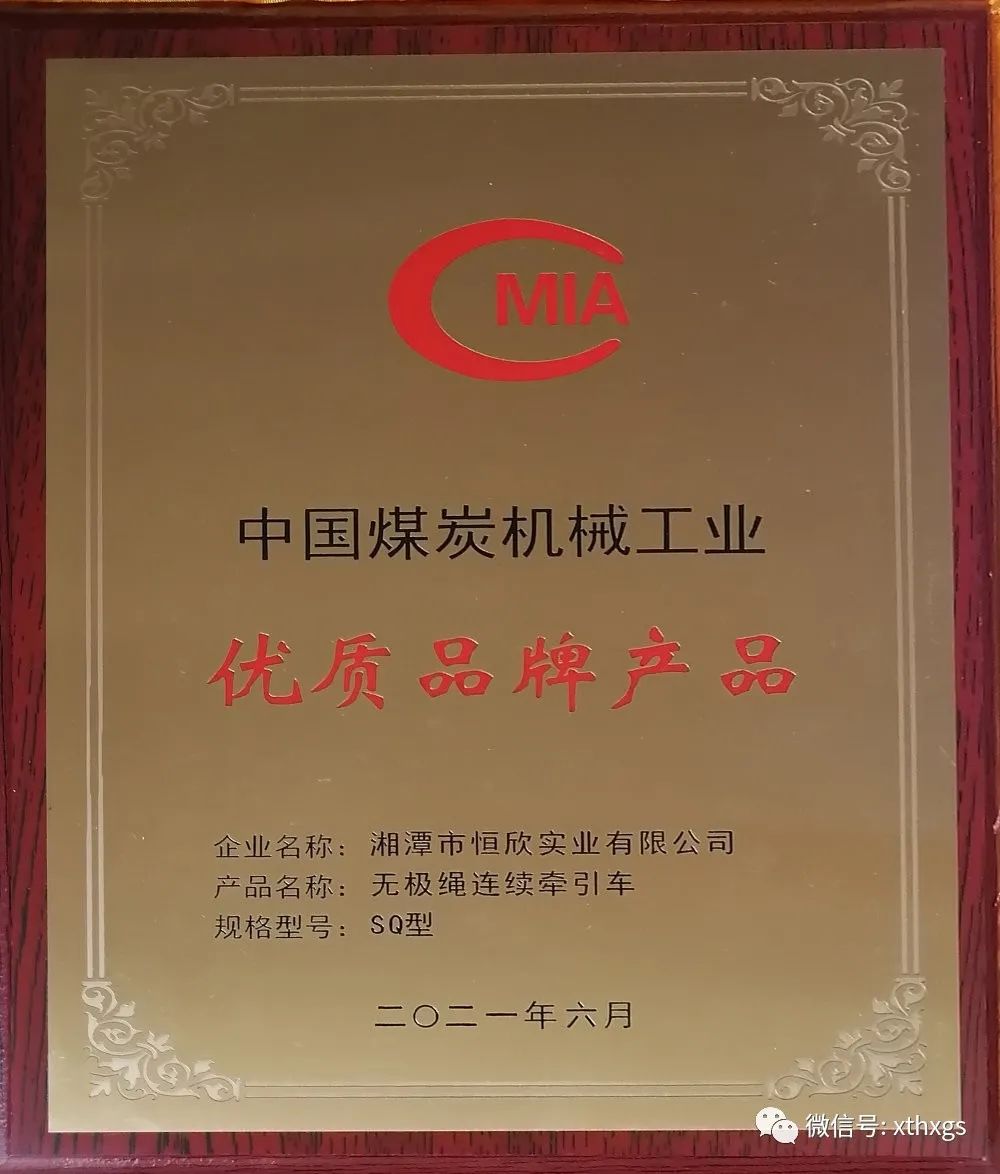 CMIA
中国煤炭机械工业
优质品牌产品
企业名称：湘潭市恒欣实业有限公司
产品名称：无极绳连续牵引车
规格型号：SQ型
二〇二一年六月
微信号: xthxgs